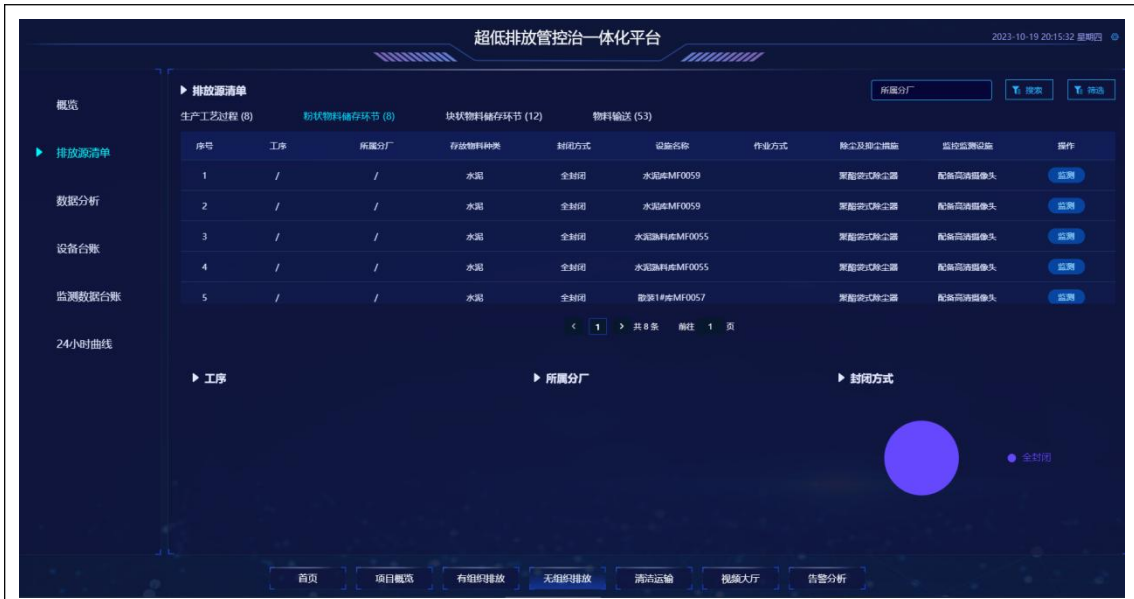 超低排放管控治一体化平台
2023-10-19 20:15:32 星期四
概览
排放源清单
数据分析
设备台账
监测数据台账
24小时曲线
排放源清单
所属分厂 搜索 筛选
生产工艺过程 (8) 粉状物料储存环节 (8) 块状物料储存环节 (12) 物料输送 (53)
序号 工序 所属分厂 存放物料种类 封闭方式 设施名称 作业方式 除尘及抑尘措施 监控监测设施 操作
1 / / 水泥 全封闭 水泥库MF0059 聚酯袋式除尘器 配备高清摄像头 监测
2 / / 水泥 全封闭 水泥库MF0059 聚酯袋式除尘器 配备高清摄像头 监测
3 / / 水泥 全封闭 水泥熟料库MF0055 聚酯袋式除尘器 配备高清摄像头 监测
4 / / 水泥 全封闭 水泥熟料库MF0055 聚酯袋式除尘器 配备高清摄像头 监测
5 / / 水泥 全封闭 散装1#库MF0057 聚酯袋式除尘器 配备高清摄像头 监测
< 1 > 共 8 条 前往 1 页
工序 所属分厂 封闭方式
全封闭
首页 项目概览 有组织排放 无组织排放 清洁运输 视频大厅 告警分析